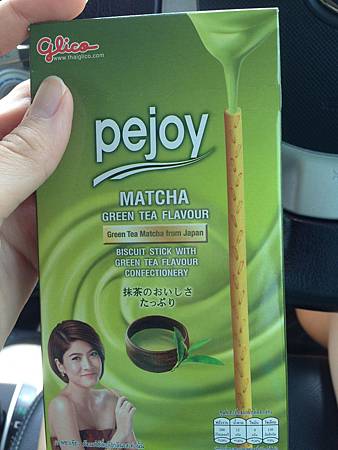 glico
www.thaiglico.com
pejoy
MATCHA
GREEN TEA FLAVOUR
Green Tea Matcha from Japan
BISCUIT STICK WITH
GREEN TEA FLAVOUR
CONFECTIONERY
抹茶のおいしさ
たっぷり